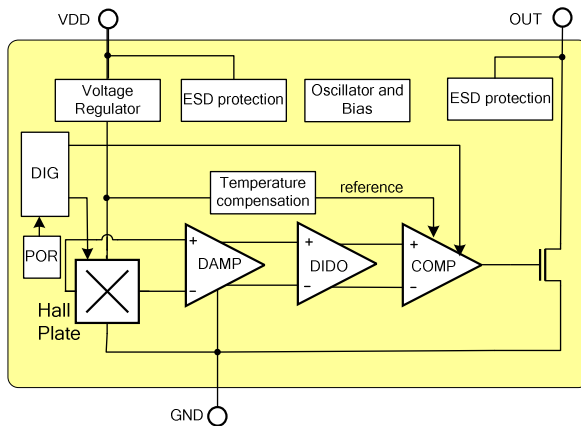 VDD
OUT
Voltage
Regulator
ESD protection
Oscillator and
Bias
ESD protection
DIG
Temperature
compensation
reference
POR
+
-
DAMP
+
-
DIDO
+
-
COMP
Hall
Plate
GND